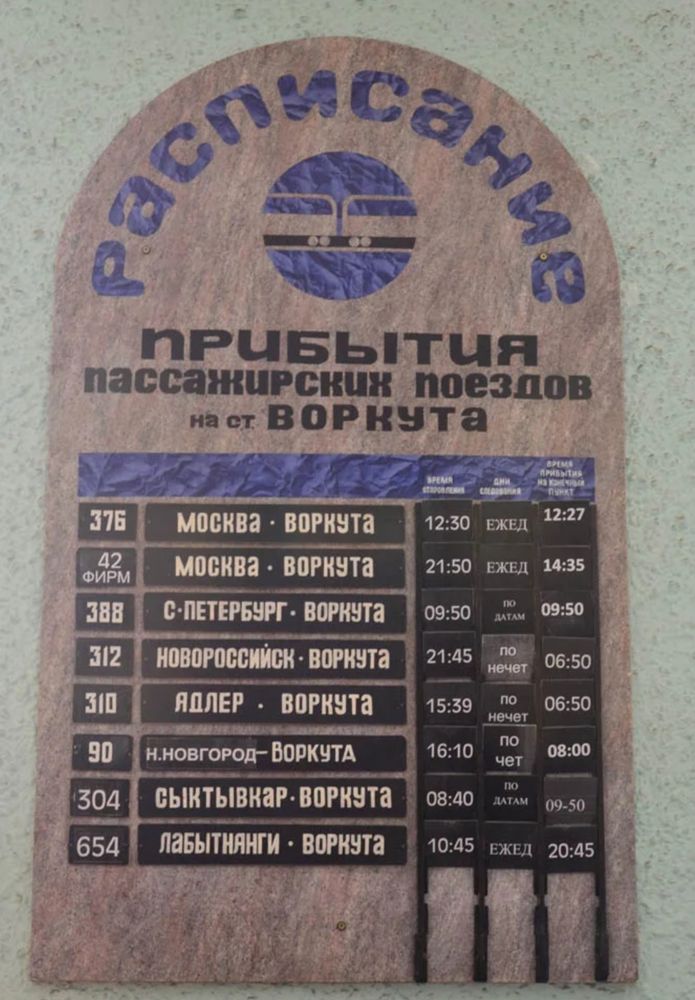 Расписание
ПРИБЫТИЯ
пассажирских поездов
на ст. ВОРКУТА
ВРЕМЯ ОТПРАВЛЕНИЯ
ДНИ СЛЕДОВАНИЯ
ВРЕМЯ ПРИБЫТИЯ НА КОНЕЧНЫЙ ПУНКТ
376 МОСКВА · ВОРКУТА 12:30 ЕЖЕД 12:27
42 ФИРМ МОСКВА · ВОРКУТА 21:50 ЕЖЕД 14:35
388 С·ПЕТЕРБУРГ · ВОРКУТА 09:50 ПО ДАТАМ 09:50
312 НОВОРОССИЙСК · ВОРКУТА 21:45 по нечет 06:50
310 ЯДЛЕР · ВОРКУТА 15:39 по нечет 06:50
90 Н.НОВГОРОД-ВОРКУТА 16:10 по чет 08:00
304 СЫКТЫВКАР · ВОРКУТА 08:40 ПО ДАТАМ 09-50
654 ЛАБЫТНАНГИ · ВОРКУТА 10:45 ЕЖЕД 20:45